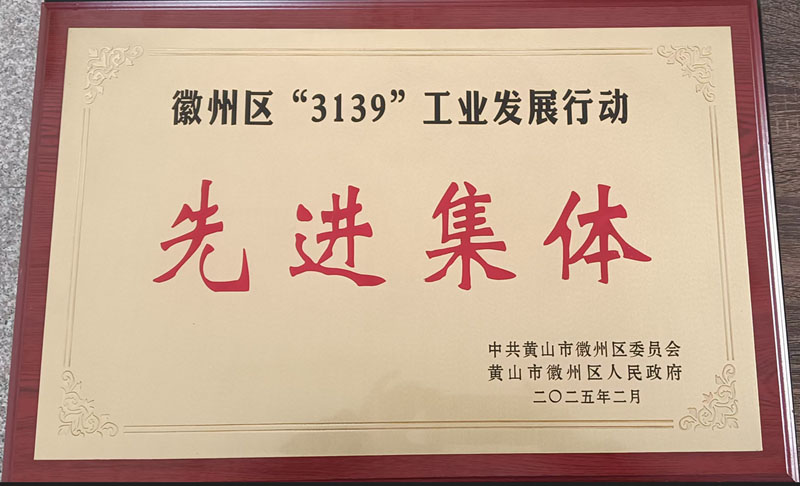 徽州区“3139”工业发展行动
先进集体
中共黄山市徽州区委员会
黄山市徽州区人民政府
二〇二五年二月